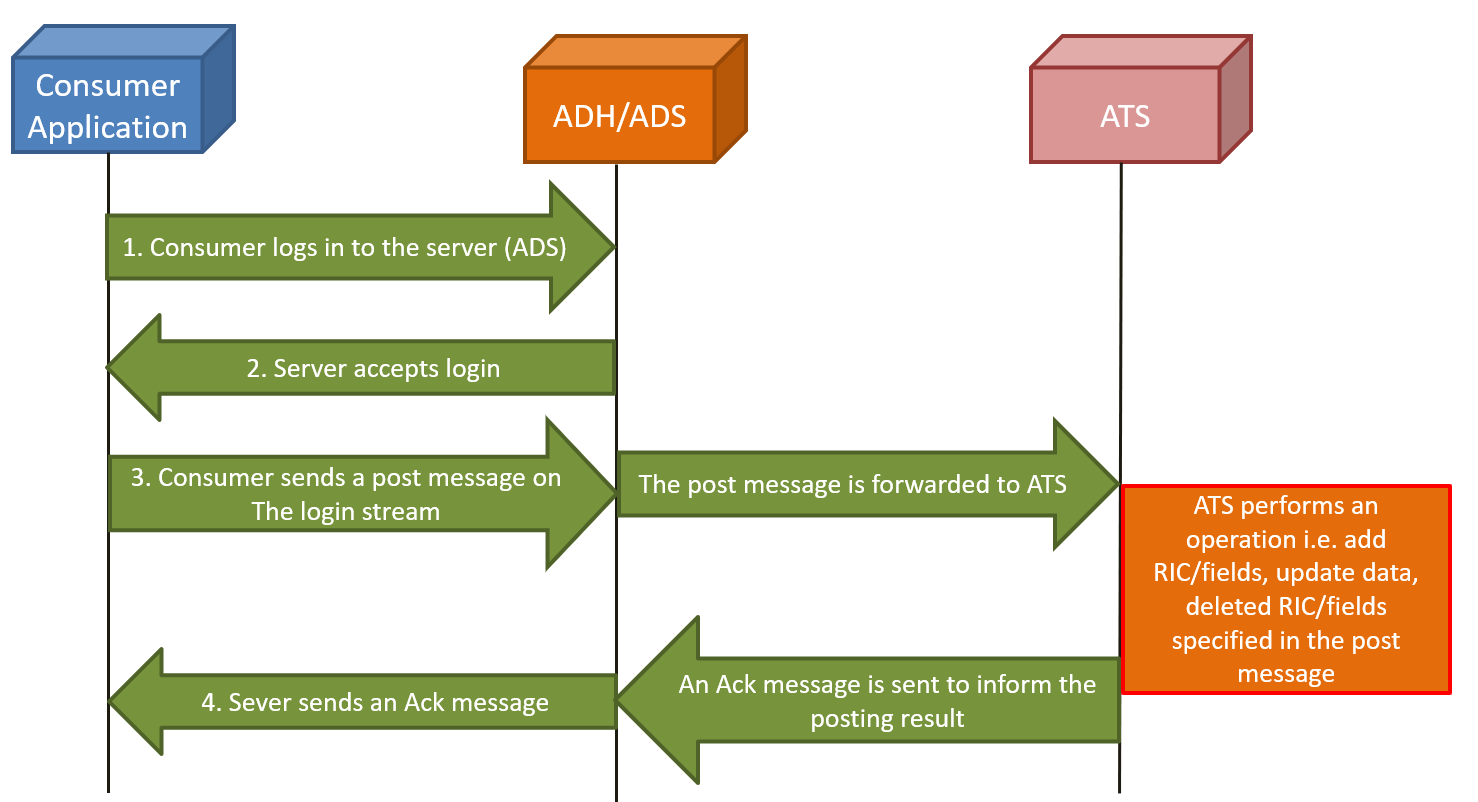 Consumer
Application
ADH/ADS
ATS
1. Consumer logs in to the server (ADS)
2. Server accepts login
3. Consumer sends a post message on
The login stream
The post message is forwarded to ATS
ATS performs an
operation i.e. add
RIC/fields, update data,
deleted RIC/fields
specified in the post
message
An Ack message is sent to inform the
posting result
4. Sever sends an Ack message